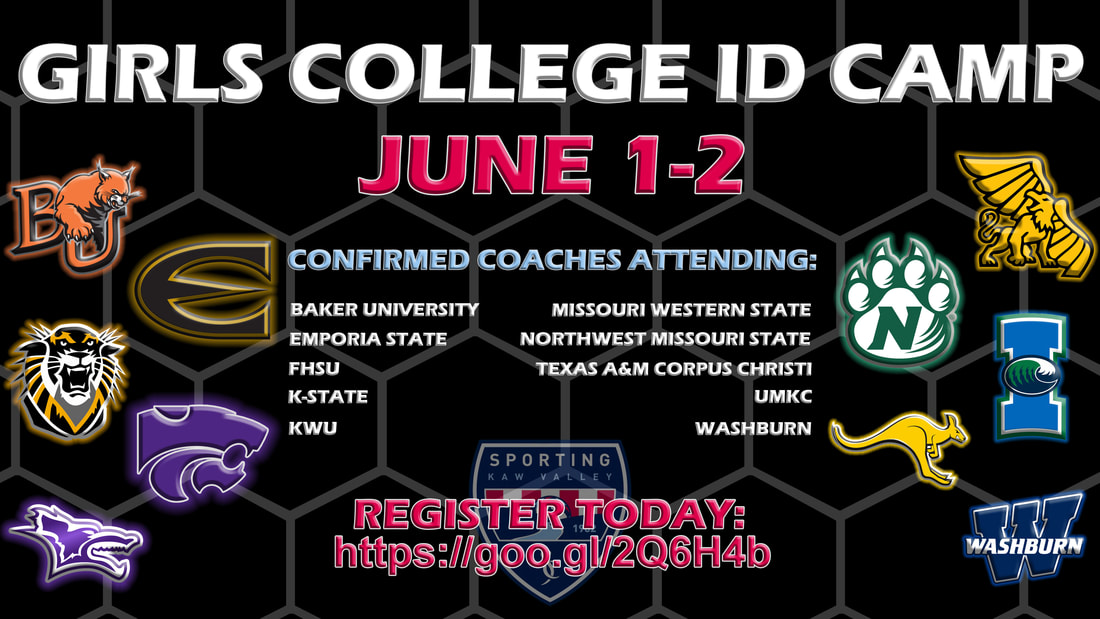 GIRLS COLLEGE ID CAMP
JUNE 1-2
CONFIRMED COACHES ATTENDING:
BAKER UNIVERSITY
EMPORIA STATE
FHSU
K-STATE
KWU
MISSOURI WESTERN STATE
NORTHWEST MISSOURI STATE
TEXAS A&M CORPUS CHRISTI
UMKC
WASHBURN
REGISTER TODAY:
https://goo.gl/2Q6H4b
SPORTING
KAW VALLEY
BU
E
N
I
W
WASHBURN